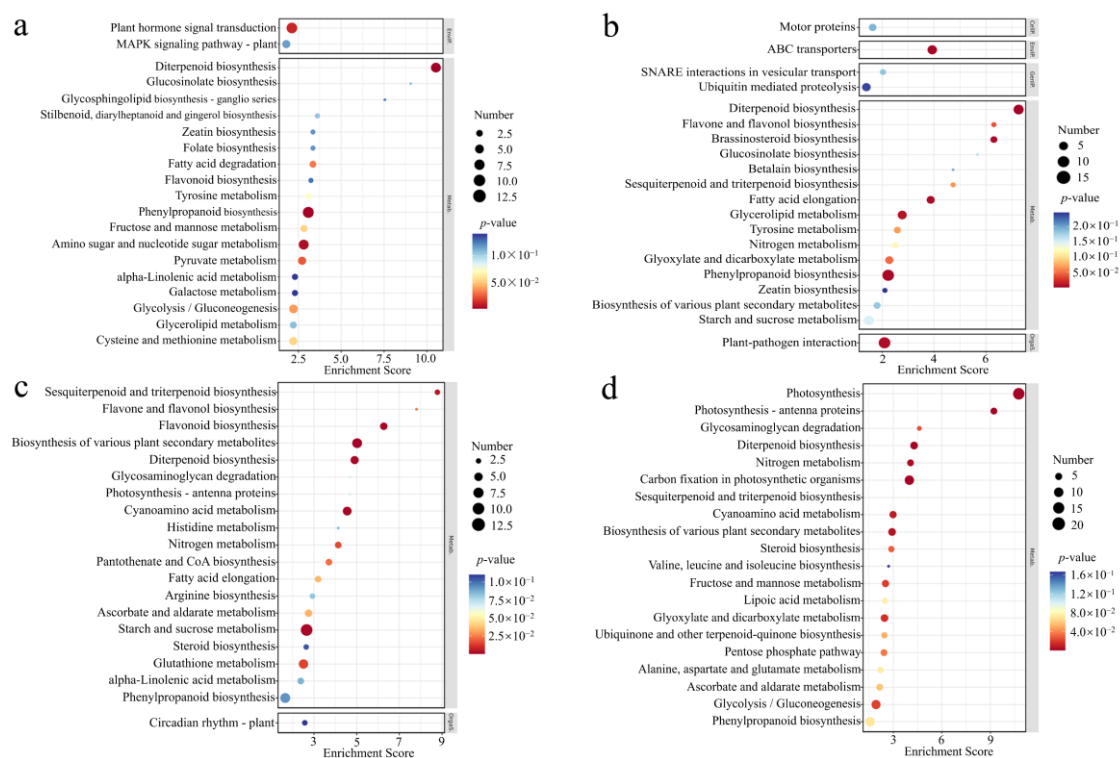 a
Plant hormone signal transduction
MAPK signaling pathway - plant
EnvIP.
Diterpenoid biosynthesis
Glucosinolate biosynthesis
Glycosphingolipid biosynthesis - ganglio series
Stilbenoid, diarylheptanoid and gingerol biosynthesis
Zeatin biosynthesis
Folate biosynthesis
Fatty acid degradation
Flavonoid biosynthesis
Tyrosine metabolism
Phenylpropanoid biosynthesis
Fructose and mannose metabolism
Amino sugar and nucleotide sugar metabolism
Pyruvate metabolism
alpha-Linolenic acid metabolism
Galactose metabolism
Glycolysis / Gluconeogenesis
Glycerolipid metabolism
Cysteine and methionine metabolism
Metab.
2.5 5.0 7.5 10.0
Enrichment Score
Number
2.5
5.0
7.5
10.0
12.5
p-value
1.0×10⁻¹
5.0×10⁻²
b
Motor proteins
CellP.
ABC transporters
EnvIP.
SNARE interactions in vesicular transport
Ubiquitin mediated proteolysis
GenIP.
Diterpenoid biosynthesis
Flavone and flavonol biosynthesis
Brassinosteroid biosynthesis
Glucosinolate biosynthesis
Betalain biosynthesis
Sesquiterpenoid and triterpenoid biosynthesis
Fatty acid elongation
Glycerolipid metabolism
Tyrosine metabolism
Nitrogen metabolism
Glyoxylate and dicarboxylate metabolism
Phenylpropanoid biosynthesis
Zeatin biosynthesis
Biosynthesis of various plant secondary metabolites
Starch and sucrose metabolism
Metab.
Plant-pathogen interaction
OrgaS.
2 4 6
Enrichment Score
Number
5
10
15
p-value
2.0×10⁻¹
1.5×10⁻¹
1.0×10⁻¹
5.0×10⁻²
c
Sesquiterpenoid and triterpenoid biosynthesis
Flavone and flavonol biosynthesis
Flavonoid biosynthesis
Biosynthesis of various plant secondary metabolites
Diterpenoid biosynthesis
Glycosaminoglycan degradation
Photosynthesis - antenna proteins
Cyanoamino acid metabolism
Histidine metabolism
Nitrogen metabolism
Pantothenate and CoA biosynthesis
Fatty acid elongation
Arginine biosynthesis
Ascorbate and aldarate metabolism
Starch and sucrose metabolism
Steroid biosynthesis
Glutathione metabolism
alpha-Linolenic acid metabolism
Phenylpropanoid biosynthesis
Metab.
Circadian rhythm - plant
OrgaS.
3 5 7 9
Enrichment Score
Number
2.5
5.0
7.5
10.0
12.5
p-value
1.0×10⁻¹
7.5×10⁻²
5.0×10⁻²
2.5×10⁻²
d
Photosynthesis
Photosynthesis - antenna proteins
Glycosaminoglycan degradation
Diterpenoid biosynthesis
Nitrogen metabolism
Carbon fixation in photosynthetic organisms
Sesquiterpenoid and triterpenoid biosynthesis
Cyanoamino acid metabolism
Biosynthesis of various plant secondary metabolites
Steroid biosynthesis
Valine, leucine and isoleucine biosynthesis
Fructose and mannose metabolism
Lipoic acid metabolism
Glyoxylate and dicarboxylate metabolism
Ubiquinone and other terpenoid-quinone biosynthesis
Pentose phosphate pathway
Alanine, aspartate and glutamate metabolism
Ascorbate and aldarate metabolism
Glycolysis / Gluconeogenesis
Phenylpropanoid biosynthesis
Metab.
3 6 9
Enrichment Score
Number
5
10
15
20
p-value
1.6×10⁻¹
1.2×10⁻¹
8.0×10⁻²
4.0×10⁻²